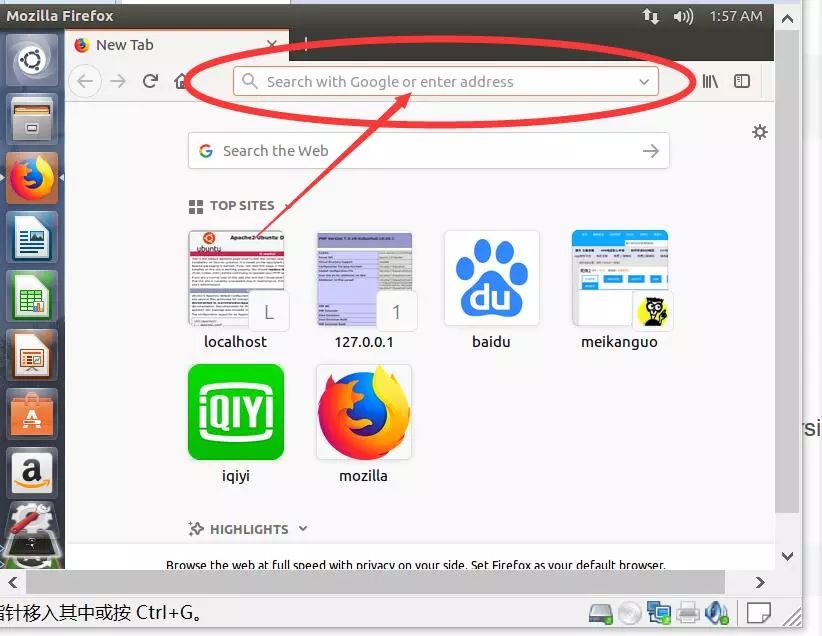 Mozilla Firefox
1:57 AM
New Tab
Search with Google or enter address
Search the Web
TOP SITES
Apache2 Ubuntu D
ubuntu
L
1
du
localhost
127.0.0.1
baidu
meikanguo
iQIYI
iqiyi
mozilla
A
a
HIGHLIGHTS
Browse the web at full speed with privacy on your side. Set Firefox as your default browser.
rsi
指针移入其中或按 Ctrl+G。